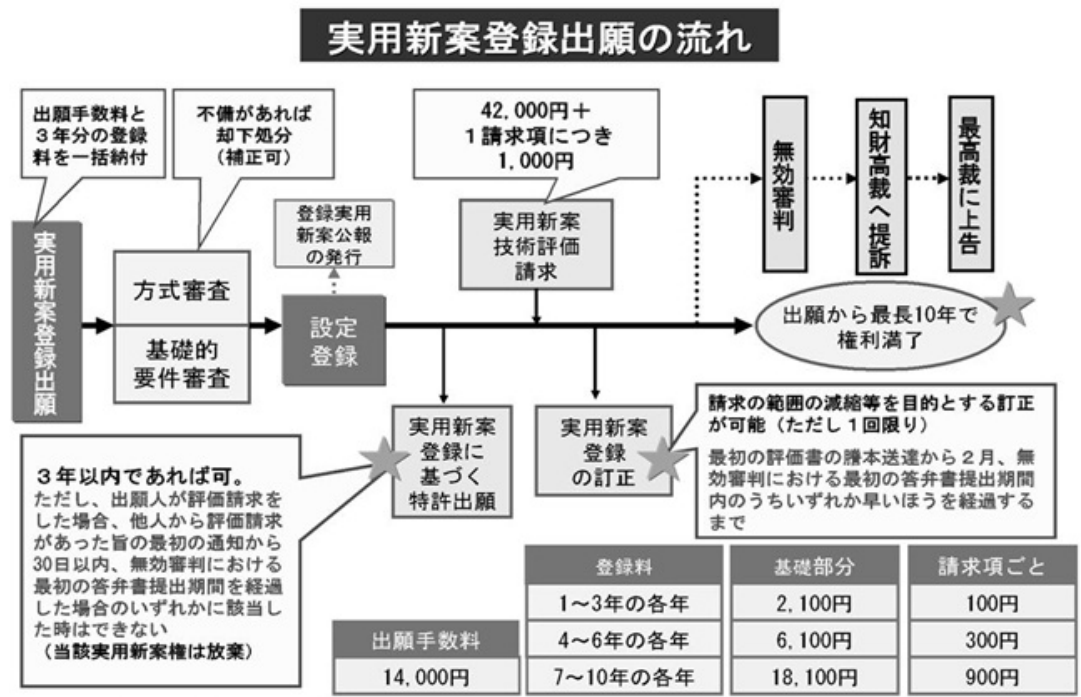 実用新案登録出願の流れ
出願手数料と
３年分の登録
料を一括納付
不備があれば
却下処分
（補正可）
42,000円＋
１請求項につき
1,000円
実用新案登録出願
方式審査
基礎的
要件審査
登録実用
新案公報
の発行
設定
登録
実用新案
技術評価
請求
無効審判
知財高裁へ提訴
最高裁に上告
出願から最長10年で
権利満了
実用新案
登録に
基づく
特許出願
実用新案
登録
の訂正
請求の範囲の減縮等を目的とする訂正
が可能（ただし１回限り）
最初の評価書の謄本送達から２月、無
効審判における最初の答弁書提出期間
内のうちいずれか早いほうを経過する
まで
３年以内であれば可。
ただし、出願人が評価請求を
した場合、他人から評価請求
があった旨の最初の通知から
30日以内、無効審判における
最初の答弁書提出期間を経過
した場合のいずれかに該当し
た時はできない
（当該実用新案権は放棄）
出願手数料
14,000円
登録料 基礎部分 請求項ごと
1～3年の各年 2,100円 100円
4～6年の各年 6,100円 300円
7～10年の各年 18,100円 900円